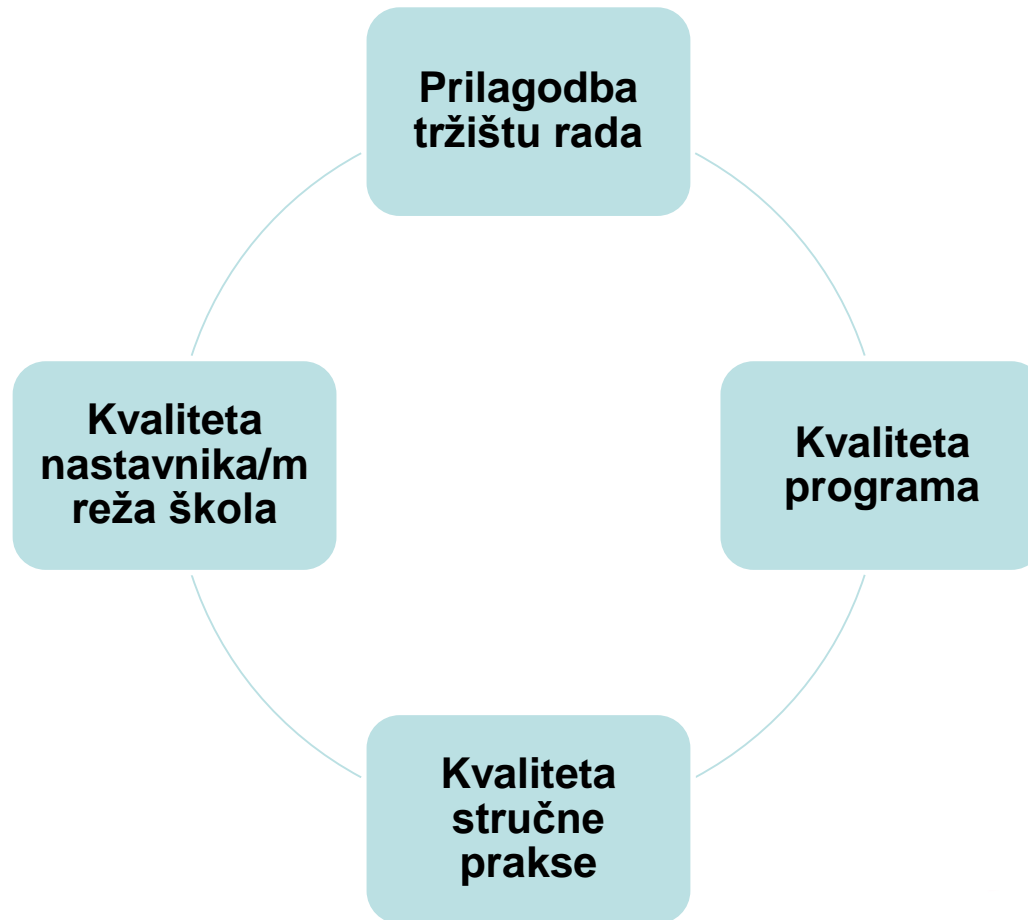 Prilagodba
tržištu rada
Kvaliteta
nastavnika/m
reža škola
Kvaliteta
programa
Kvaliteta
stručne
prakse